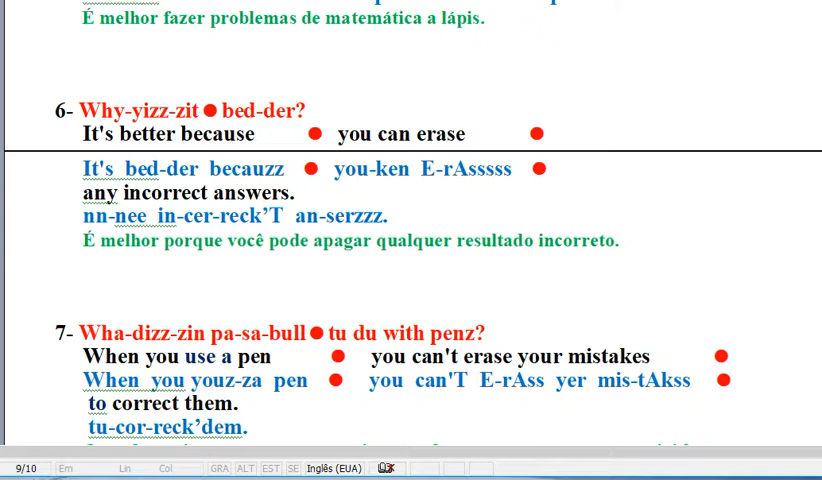 É melhor fazer problemas de matemática a lápis.
6- Why-yizz-zit ● bed-der?
It's better because ● you can erase ●
It's bed-der becauzz ● you-ken E-rAsssss ●
any incorrect answers.
nn-nee in-cer-reck’T an-serzzz.
É melhor porque você pode apagar qualquer resultado incorreto.
7- Wha-dizz-zin pa-sa-bull ● tu du with penz?
When you use a pen ● you can't erase your mistakes ●
When you youz-za pen ● you can'T E-rAss yer mis-tAkss ●
to correct them.
tu-cor-reck’dem.
9/10 Em Lin Col GRA ALT EST SE Inglês (EUA)